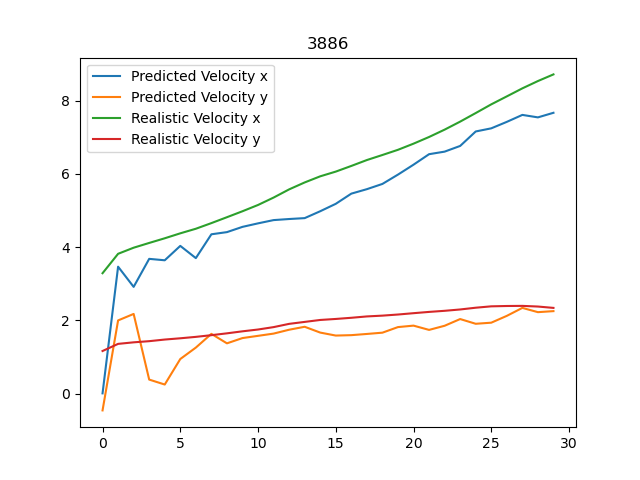 3886
Predicted Velocity x
Predicted Velocity y
Realistic Velocity x
Realistic Velocity y
8
6
4
2
0
0 5 10 15 20 25 30